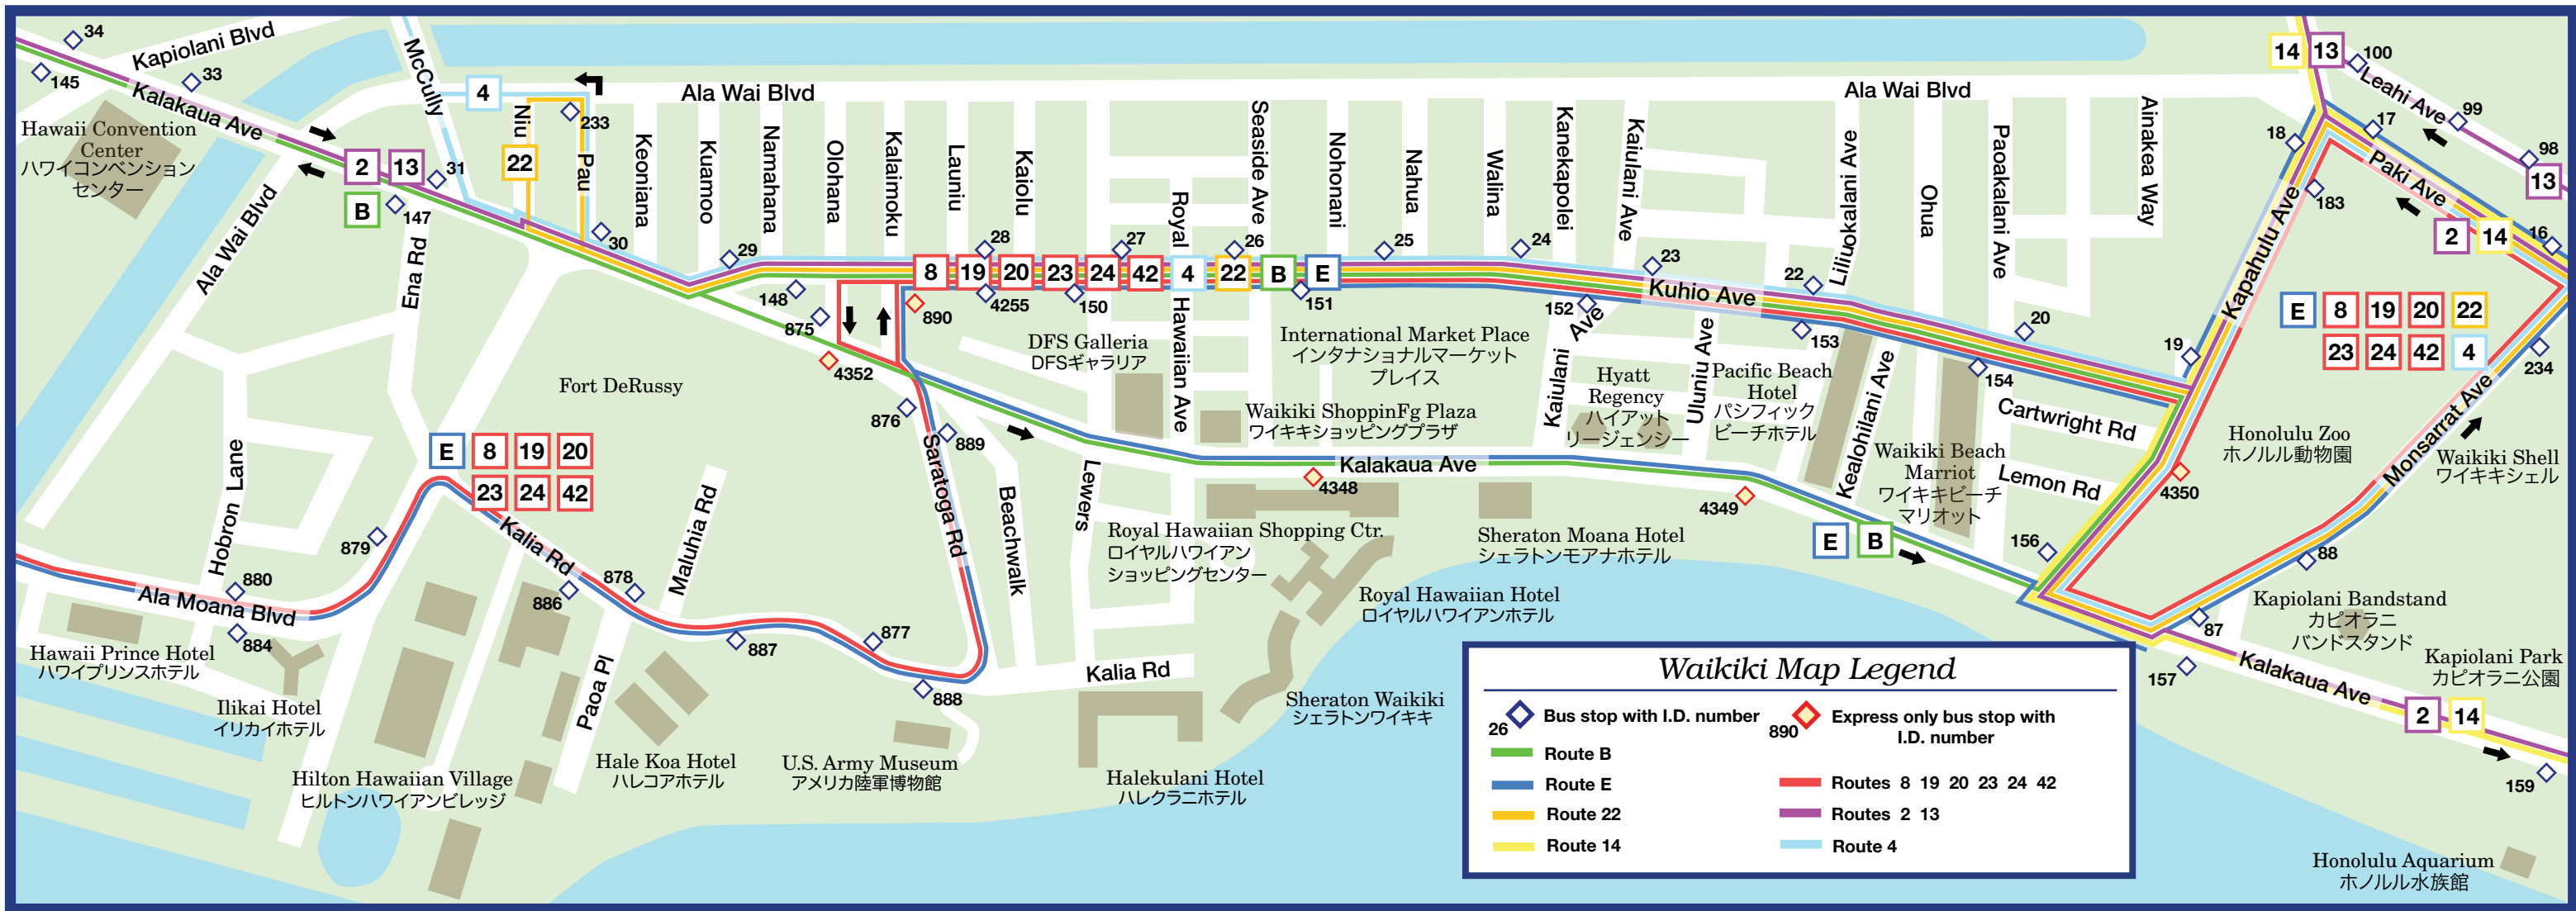 34
Kapiolani Blvd
145
33
Kalakaua Ave
Hawaii Convention
Center
ハワイコンベンション
センター
McCully
4
Niu
22
233
Pau
Ala Wai Blvd
Keoniana
Kuamoo
Namahana
Olohana
Kalaimoku
Launiu
Kaiolu
Royal
Hawaiian Ave
Seaside Ave
Nohonani
Nahua
Walina
Kanekapolei
Kaiulani Ave
Ala Wai Blvd
Liliuokalani Ave
Ohua
Paoakalani Ave
Ainakea Way
14
13
100
Leahi Ave
99
98
13
17
18
Paki Ave
183
2
14
16
Kapahulu Ave
2
13
B
31
147
Ala Wai Blvd
Ena Rd
30
29
148
875
4352
890
28
4255
27
150
26
151
25
24
152
23
22
153
20
154
19
8
19
20
23
24
42
4
22
B
E
Kuhio Ave
E
8
19
20
22
23
24
42
4
234
Fort DeRussy
DFS Galleria
DFSギャラリア
International Market Place
インタナショナルマーケット
プレイス
Waikiki ShoppinFg Plaza
ワイキキショッピングプラザ
Kaiulani
Ave
Hyatt
Regency
ハイアット
リージェンシー
Uluniu Ave
Pacific Beach
Hotel
パシフィック
ビーチホテル
Kealohilani Ave
Waikiki Beach
Marriot
ワイキキビーチ
マリオット
Cartwright Rd
Lemon Rd
4350
Honolulu Zoo
ホノルル動物園
Monsarrat Ave
Waikiki Shell
ワイキキシェル
876
889
Saratoga Rd
Beachwalk
Lewers
Kalakaua Ave
4348
4349
E
B
156
88
87
157
E
8
19
20
23
24
42
Hobron Lane
879
880
Ala Moana Blvd
884
Kalia Rd
886
878
Maluhia Rd
887
877
888
Paoa Pl
Kalia Rd
Hawaii Prince Hotel
ハワイプリンスホテル
Ilikai Hotel
イリカイホテル
Hilton Hawaiian Village
ヒルトンハワイアンビレッジ
Hale Koa Hotel
ハレコアホテル
U.S. Army Museum
アメリカ陸軍博物館
Halekulani Hotel
ハレクラニホテル
Royal Hawaiian Shopping Ctr.
ロイヤルハワイアン
ショッピングセンター
Royal Hawaiian Hotel
ロイヤルハワイアンホテル
Sheraton Waikiki
シェラトンワイキキ
Sheraton Moana Hotel
シェラトンモアナホテル
Kapiolani Bandstand
カピオラニ
バンドスタンド
Kapiolani Park
カピオラニ公園
Kalakaua Ave
2
14
159
Honolulu Aquarium
ホノルル水族館
Waikiki Map Legend
26
Bus stop with I.D. number
890
Express only bus stop with
I.D. number
Route B
Route E
Route 22
Route 14
Routes 8 19 20 23 24 42
Routes 2 13
Route 4